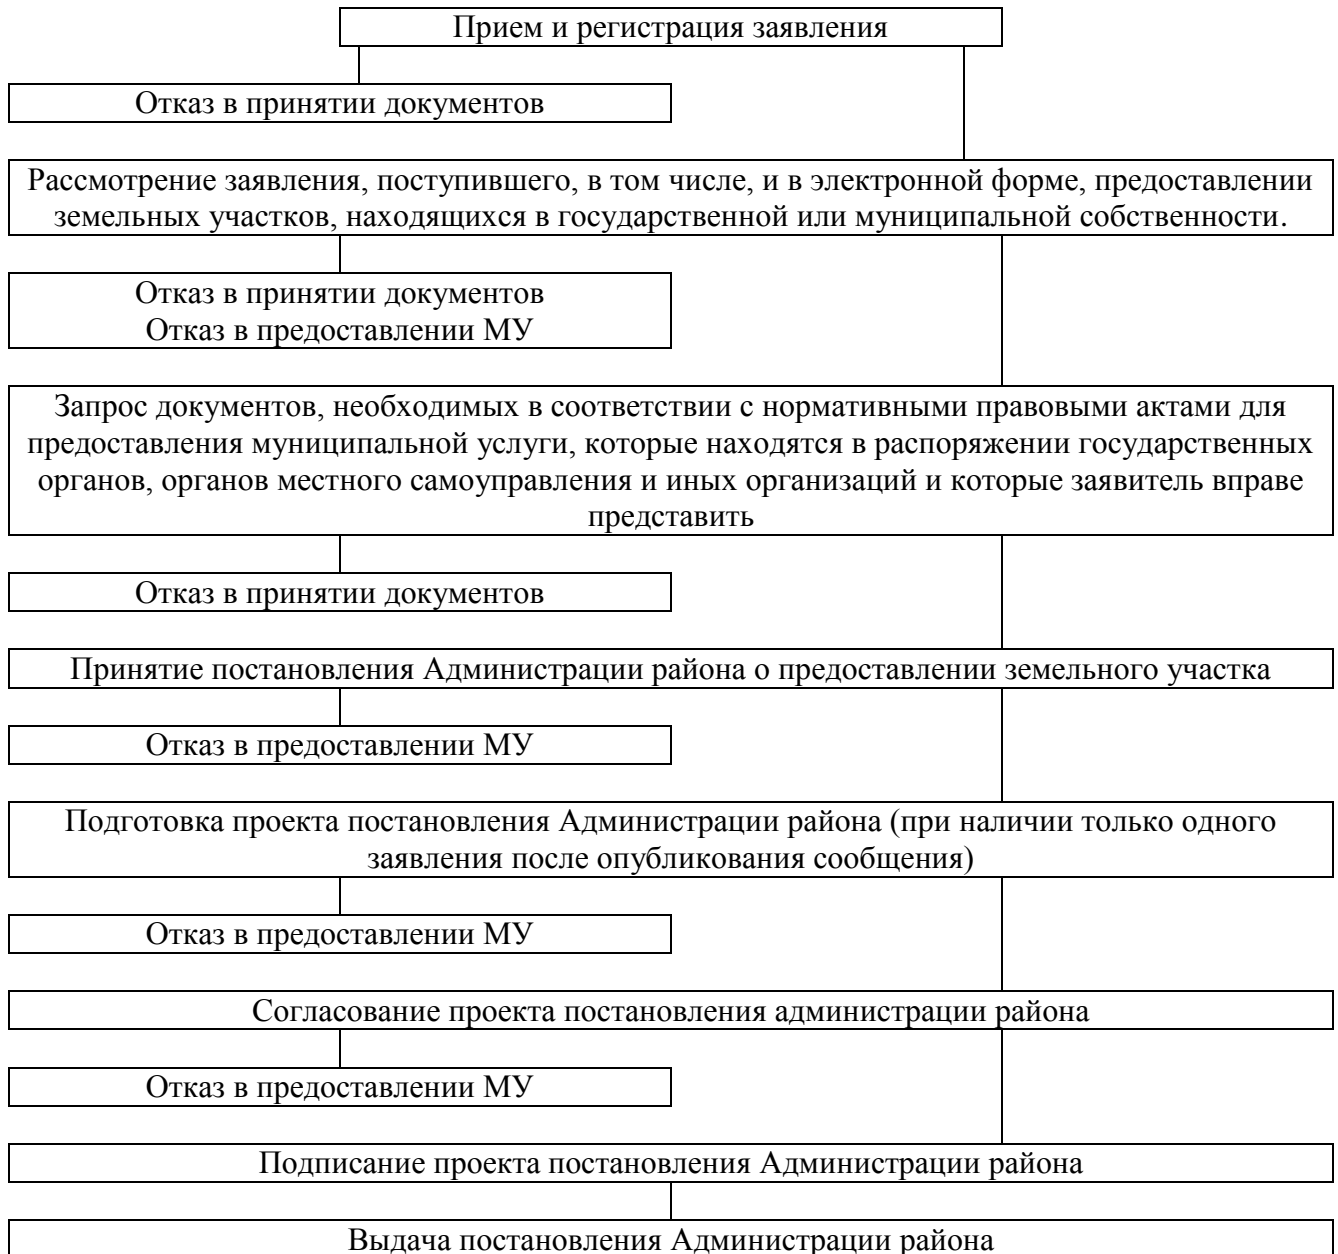 Прием и регистрация заявления
Отказ в принятии документов
Рассмотрение заявления, поступившего, в том числе, и в электронной форме, предоставлении
земельных участков, находящихся в государственной или муниципальной собственности.
Отказ в принятии документов
Отказ в предоставлении МУ
Запрос документов, необходимых в соответствии с нормативными правовыми актами для
предоставления муниципальной услуги, которые находятся в распоряжении государственных
органов, органов местного самоуправления и иных организаций и которые заявитель вправе
представить
Отказ в принятии документов
Принятие постановления Администрации района о предоставлении земельного участка
Отказ в предоставлении МУ
Подготовка проекта постановления Администрации района (при наличии только одного
заявления после опубликования сообщения)
Отказ в предоставлении МУ
Согласование проекта постановления администрации района
Отказ в предоставлении МУ
Подписание проекта постановления Администрации района
Выдача постановления Администрации района